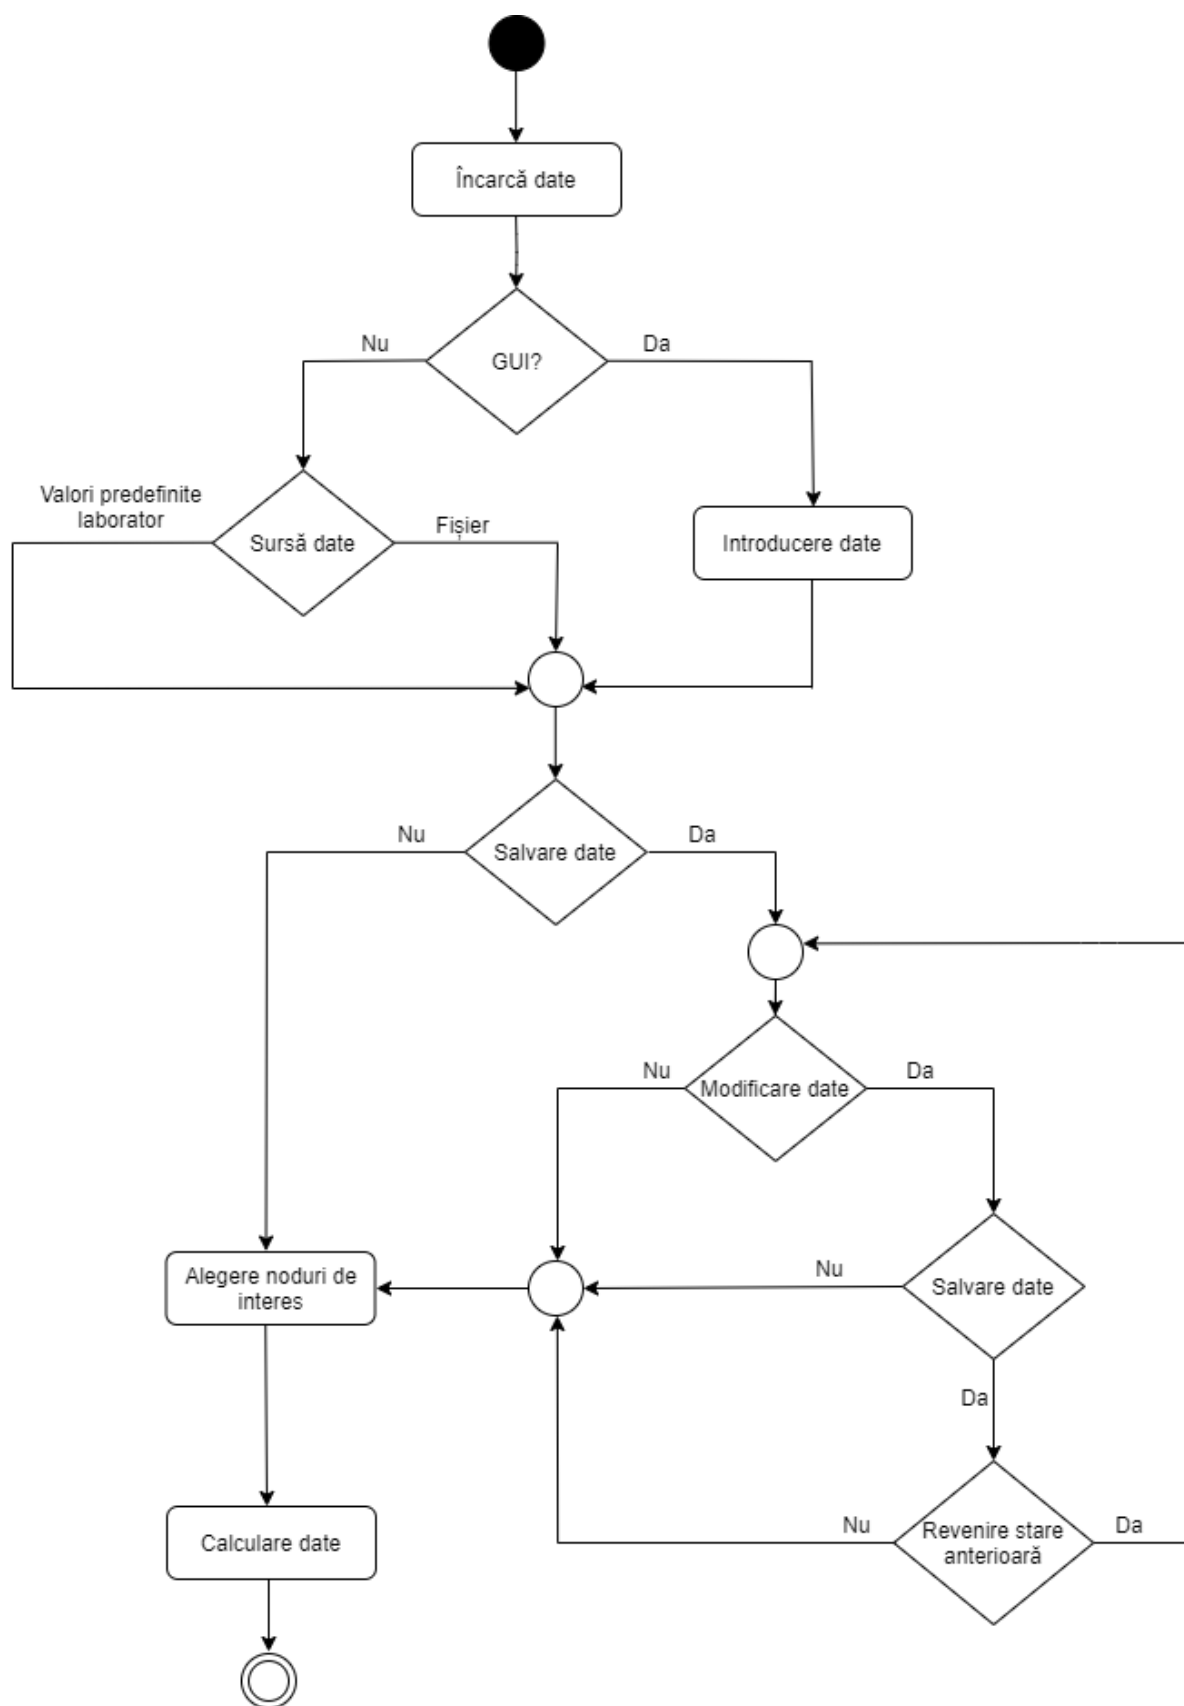 Încarcă date
Nu
Da
GUI?
Valori predefinite
laborator
Fișier
Sursă date
Introducere date
Nu
Da
Salvare date
Nu
Da
Modificare date
Nu
Alegere noduri de
interes
Salvare date
Da
Nu
Da
Revenire stare
anterioară
Calculare date